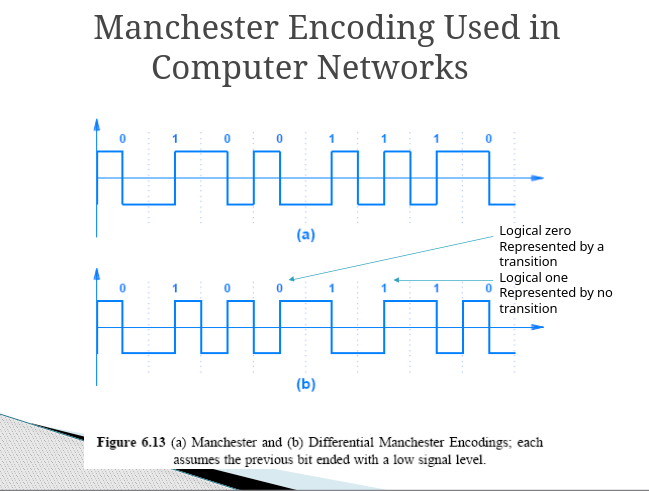 Manchester Encoding Used in
Computer Networks
0 1 0 0 1 1 1 0
(a)
Logical zero
Represented by a
transition
Logical one
Represented by no
transition
0 1 0 0 1 1 1 0
(b)
Figure 6.13 (a) Manchester and (b) Differential Manchester Encodings; each
assumes the previous bit ended with a low signal level.